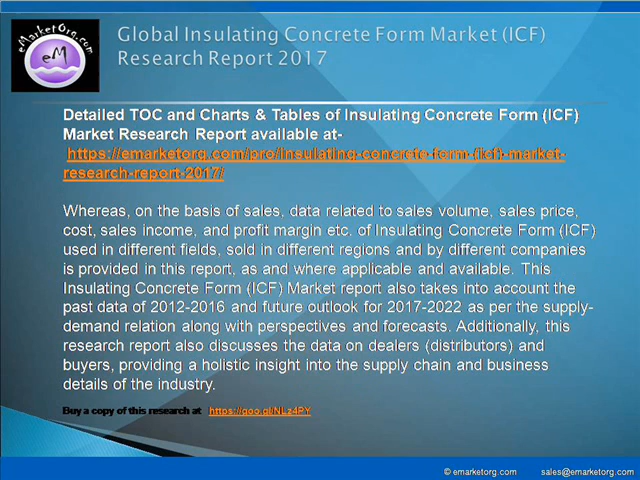 eMarketOrg.com
eM
Global Insulating Concrete Form Market (ICF)
Research Report 2017
Detailed TOC and Charts & Tables of Insulating Concrete Form (ICF)
Market Research Report available at-
https://emarketorg.com/pro/insulating-concrete-form-(icf)-market-
research-report-2017/
Whereas, on the basis of sales, data related to sales volume, sales price,
cost, sales income, and profit margin etc. of Insulating Concrete Form (ICF)
used in different fields, sold in different regions and by different companies
is provided in this report, as and where applicable and available. This
Insulating Concrete Form (ICF) Market report also takes into account the
past data of 2012-2016 and future outlook for 2017-2022 as per the supply-
demand relation along with perspectives and forecasts. Additionally, this
research report also discusses the data on dealers (distributors) and
buyers, providing a holistic insight into the supply chain and business
details of the industry.
Buy a copy of this research at https://goo.gl/NLz4PY
© emarketorg.com sales@emarketorg.com